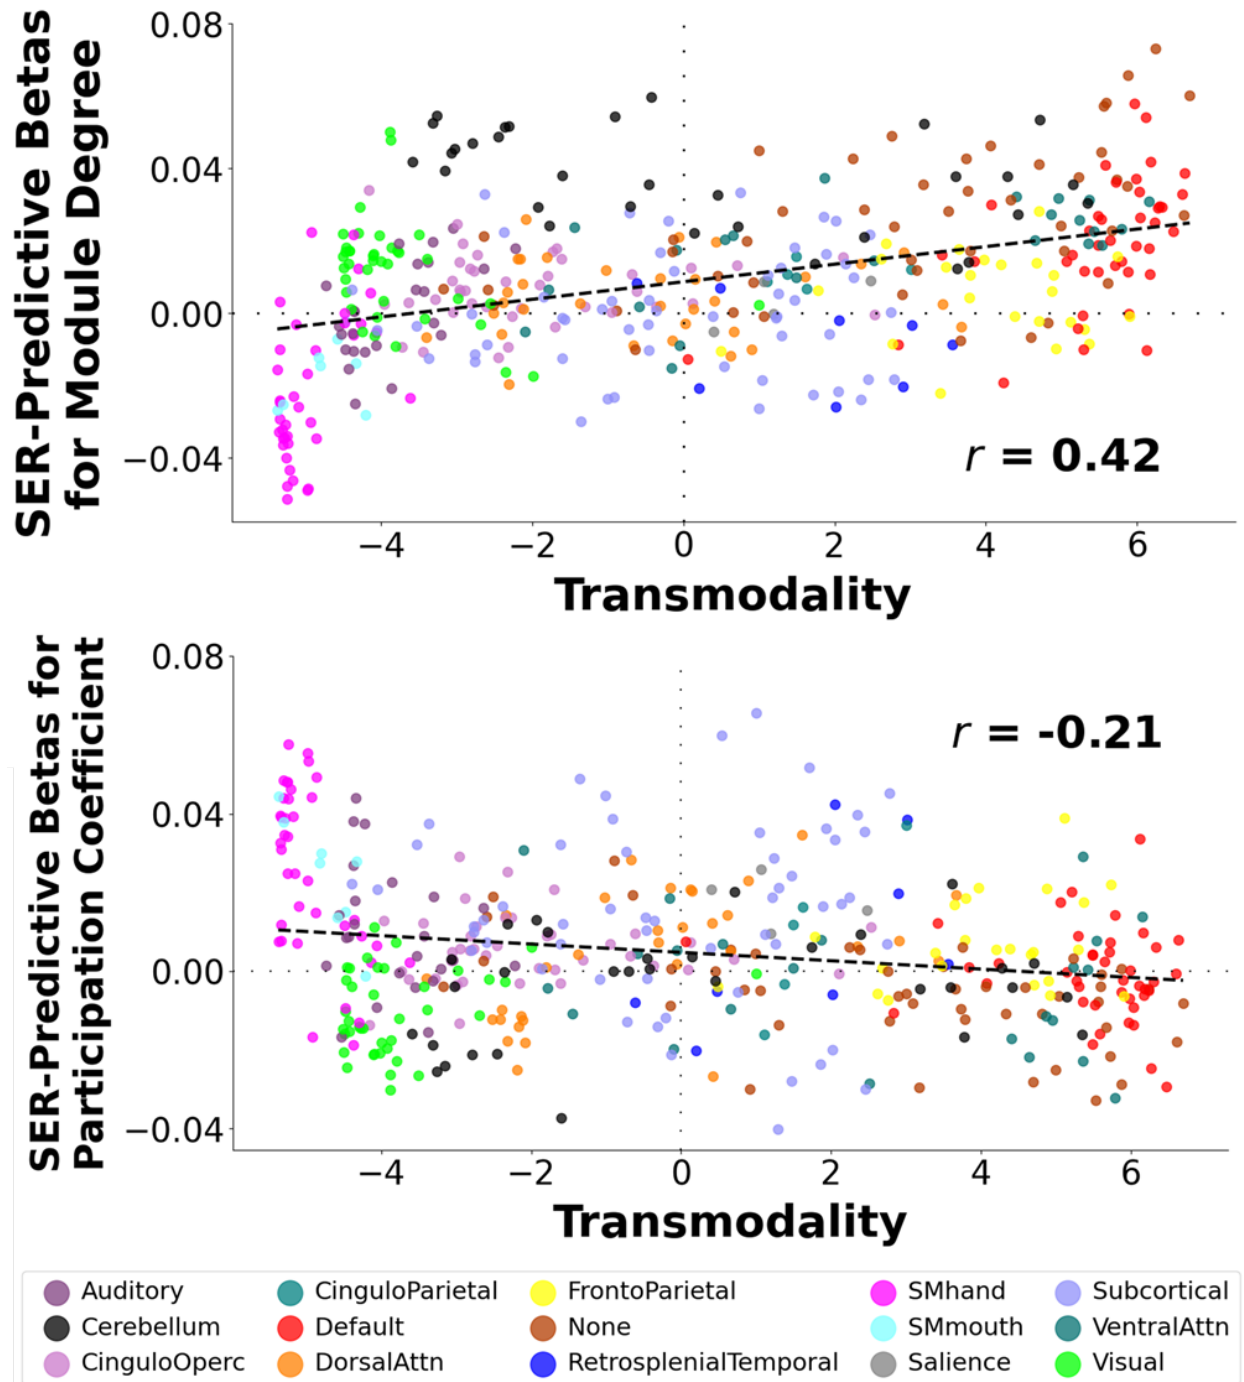 SER-Predictive Betas
for Module Degree
0.08
0.04
0.00
−0.04
r = 0.42
−4
−2
0
2
4
6
Transmodality
SER-Predictive Betas for
Participation Coefficient
0.08
0.04
0.00
−0.04
r = -0.21
−4
−2
0
2
4
6
Transmodality
Auditory
Cerebellum
CinguloOperc
CinguloParietal
Default
DorsalAttn
FrontoParietal
None
RetrosplenialTemporal
SMhand
SMmouth
Salience
Subcortical
VentralAttn
Visual